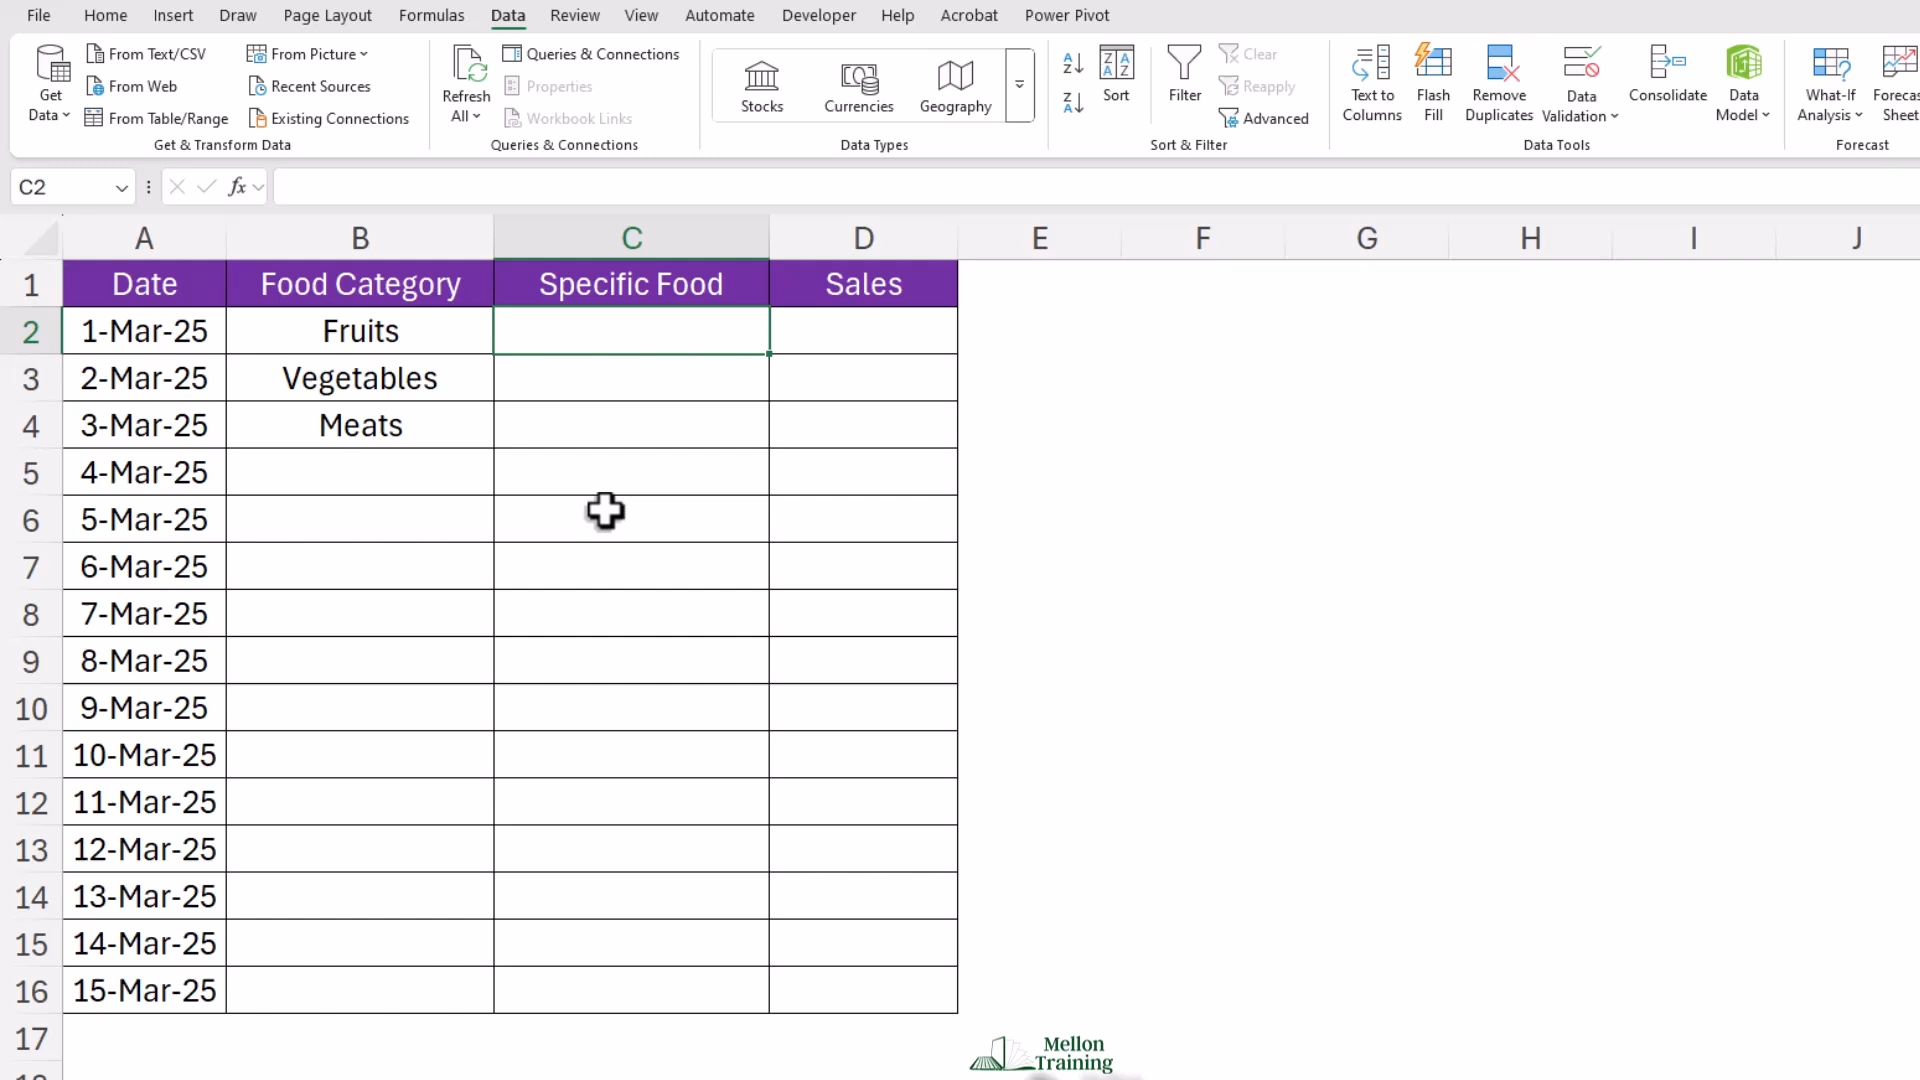 File Home Insert Draw Page Layout Formulas Data Review View Automate Developer Help Acrobat Power Pivot
Get Data
From Text/CSV
From Web
From Table/Range
From Picture
Recent Sources
Existing Connections
Get & Transform Data
Refresh All
Queries & Connections
Properties
Workbook Links
Queries & Connections
Stocks
Currencies
Geography
Data Types
Sort
Filter
Clear
Reapply
Advanced
Sort & Filter
Text to Columns
Flash Fill
Remove Duplicates
Data Validation
Consolidate
Data Model
Data Tools
What-If Analysis
Sheet
Forecast
C2
fx
A B C D E F G H I J
1 Date Food Category Specific Food Sales
2 1-Mar-25 Fruits
3 2-Mar-25 Vegetables
4 3-Mar-25 Meats
5 4-Mar-25
6 5-Mar-25
7 6-Mar-25
8 7-Mar-25
9 8-Mar-25
10 9-Mar-25
11 10-Mar-25
12 11-Mar-25
13 12-Mar-25
14 13-Mar-25
15 14-Mar-25
16 15-Mar-25
17
Mellon
Training